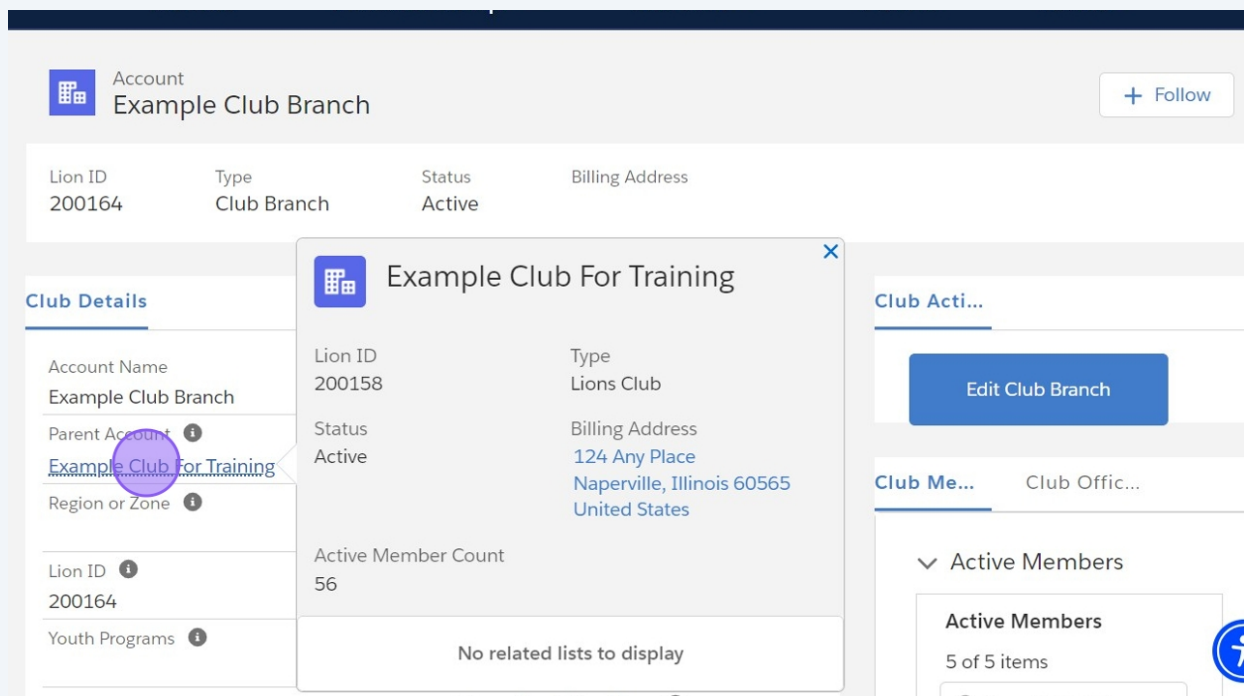 Account
Example Club Branch
+ Follow
Lion ID
200164
Type
Club Branch
Status
Active
Billing Address
Club Details
Account Name
Example Club Branch
Parent Account
Example Club For Training
Region or Zone
Lion ID
200164
Youth Programs
Example Club For Training
Lion ID
200158
Type
Lions Club
Status
Active
Billing Address
124 Any Place
Naperville, Illinois 60565
United States
Active Member Count
56
No related lists to display
Club Acti...
Edit Club Branch
Club Me...
Club Offic...
Active Members
Active Members
5 of 5 items